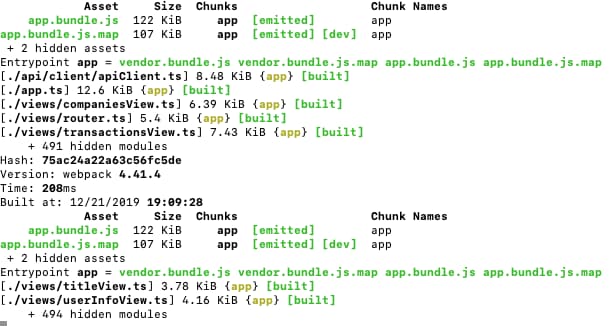 Asset Size Chunks Chunk Names
app.bundle.js 122 KiB app [emitted] app
app.bundle.js.map 107 KiB app [emitted] [dev] app
+ 2 hidden assets
Entrypoint app = vendor.bundle.js vendor.bundle.js.map app.bundle.js app.bundle.js.map
[./api/client/apiClient.ts] 8.48 KiB {app} [built]
[./app.ts] 12.6 KiB {app} [built]
[./views/companiesView.ts] 6.39 KiB {app} [built]
[./views/router.ts] 5.4 KiB {app} [built]
[./views/transactionsView.ts] 7.43 KiB {app} [built]
+ 491 hidden modules
Hash: 75ac24a22a63c56fc5de
Version: webpack 4.41.4
Time: 208ms
Built at: 12/21/2019 19:09:28
Asset Size Chunks Chunk Names
app.bundle.js 122 KiB app [emitted] app
app.bundle.js.map 107 KiB app [emitted] [dev] app
+ 2 hidden assets
Entrypoint app = vendor.bundle.js vendor.bundle.js.map app.bundle.js app.bundle.js.map
[./views/titleView.ts] 3.78 KiB {app} [built]
[./views/userInfoView.ts] 4.16 KiB {app} [built]
+ 494 hidden modules